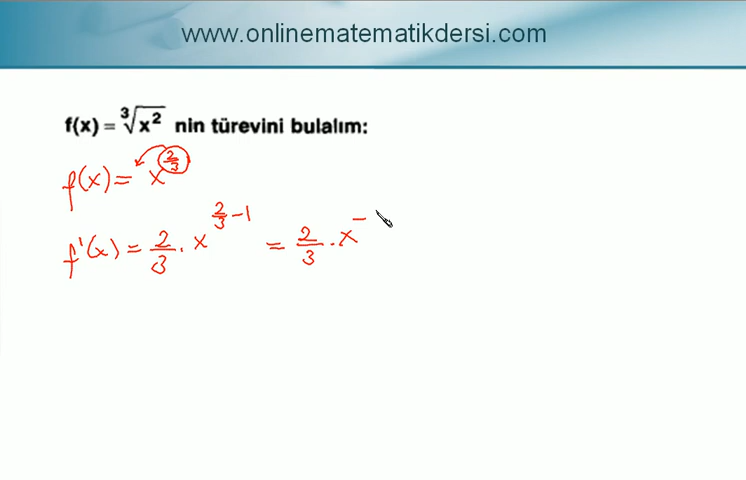 www.onlinematematikdersi.com
f(x) = ∛x² nin türevini bulalım:
f(x) = x^(2/3)
f'(x) = 2/3 · x^(2/3 - 1) = 2/3 · x^-